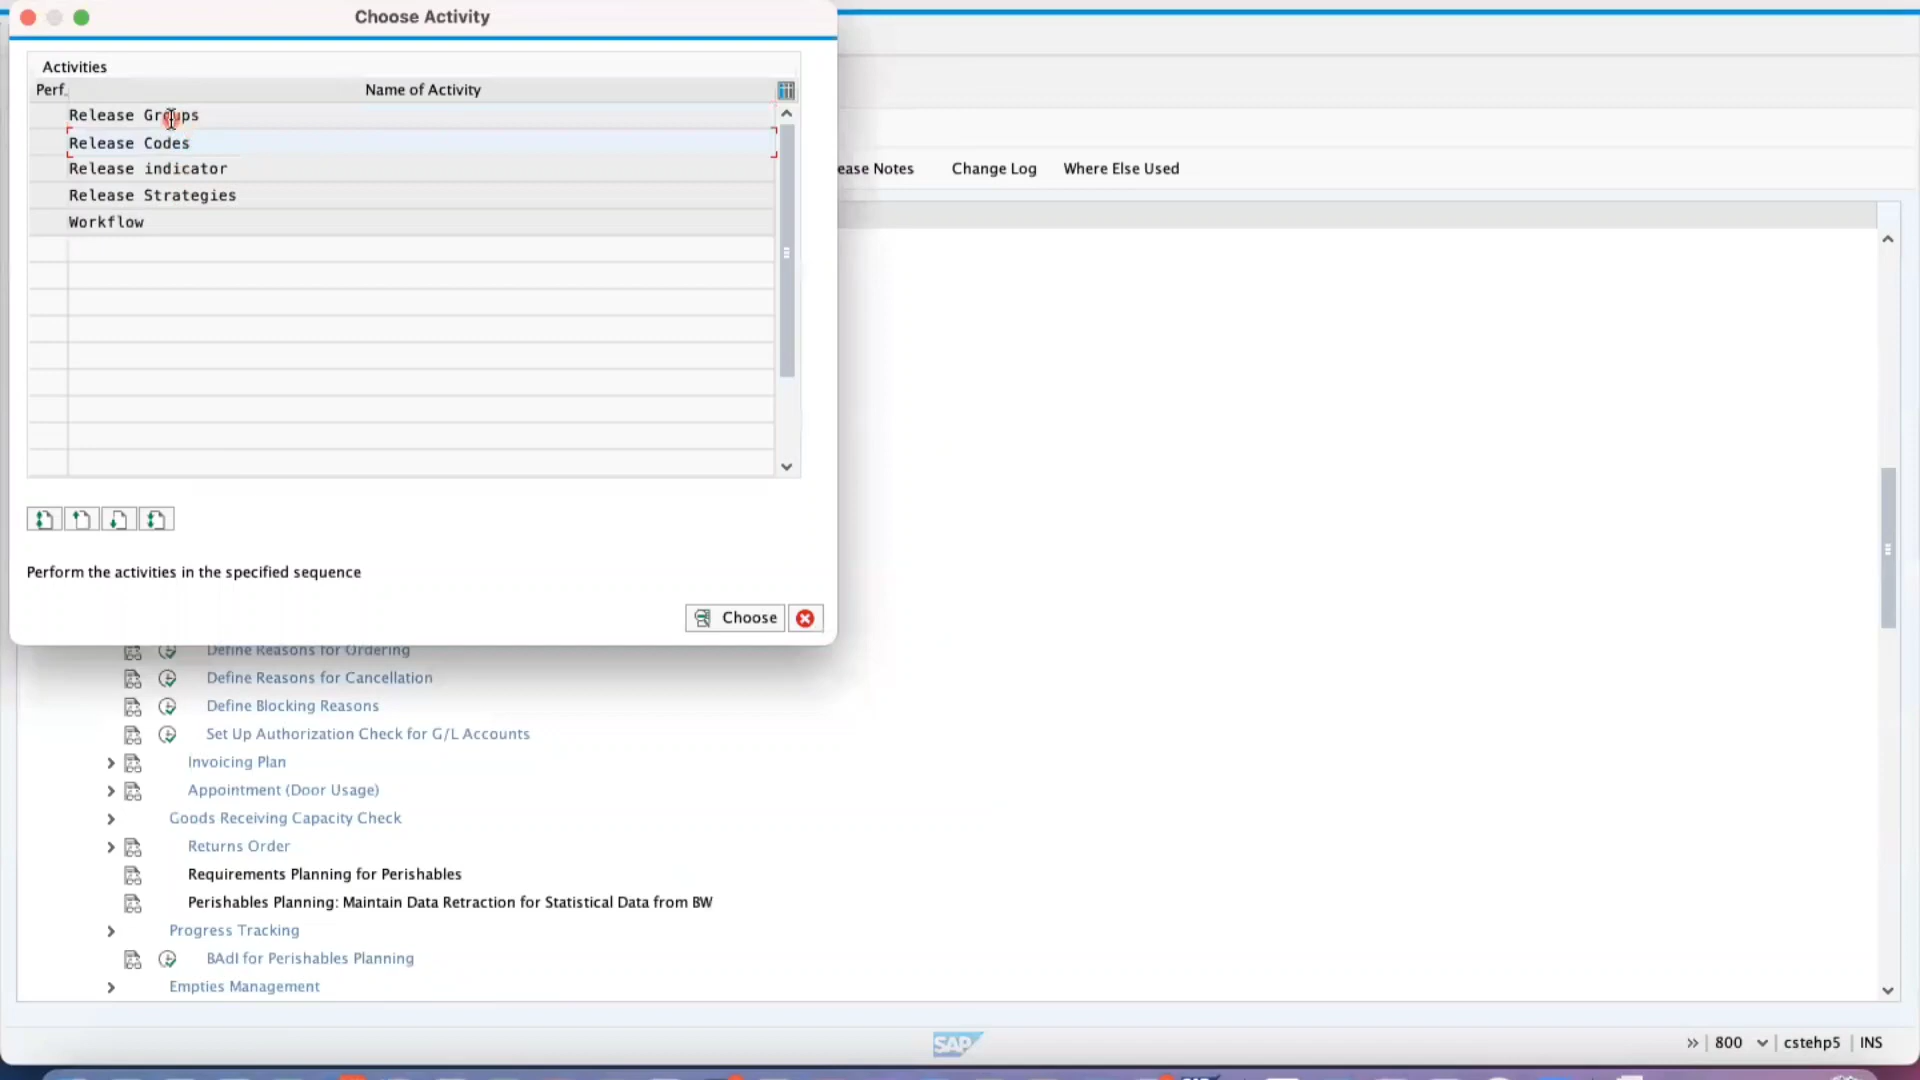 Choose Activity
Activities
Perf. Name of Activity
Release Groups
Release Codes
Release indicator
Release Strategies
Workflow
Perform the activities in the specified sequence
Choose
ease Notes Change Log Where Else Used
Define Reasons for Ordering
Define Reasons for Cancellation
Define Blocking Reasons
Set Up Authorization Check for G/L Accounts
Invoicing Plan
Appointment (Door Usage)
Goods Receiving Capacity Check
Returns Order
Requirements Planning for Perishables
Perishables Planning: Maintain Data Retraction for Statistical Data from BW
Progress Tracking
BAdI for Perishables Planning
Empties Management
SAP
» 800 cstehp5 INS